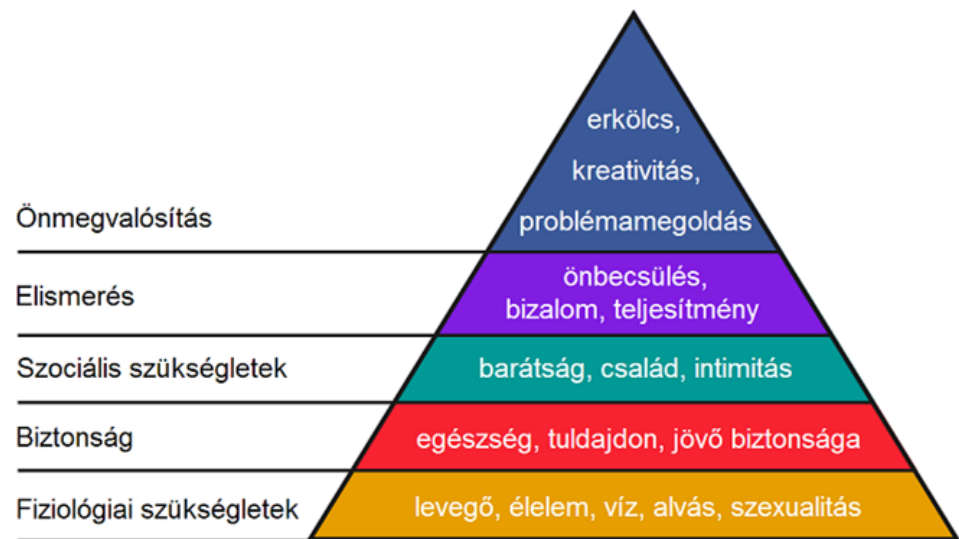 erkölcs,
kreativitás,
Önmegvalósítás
problémamegoldás
Elismerés
önbecsülés,
bizalom, teljesítmény
Szociális szükségletek
barátság, család, intimitás
Biztonság
egészség, tuldajdon, jövő biztonsága
Fiziológiai szükségletek
levegő, élelem, víz, alvás, szexualitás